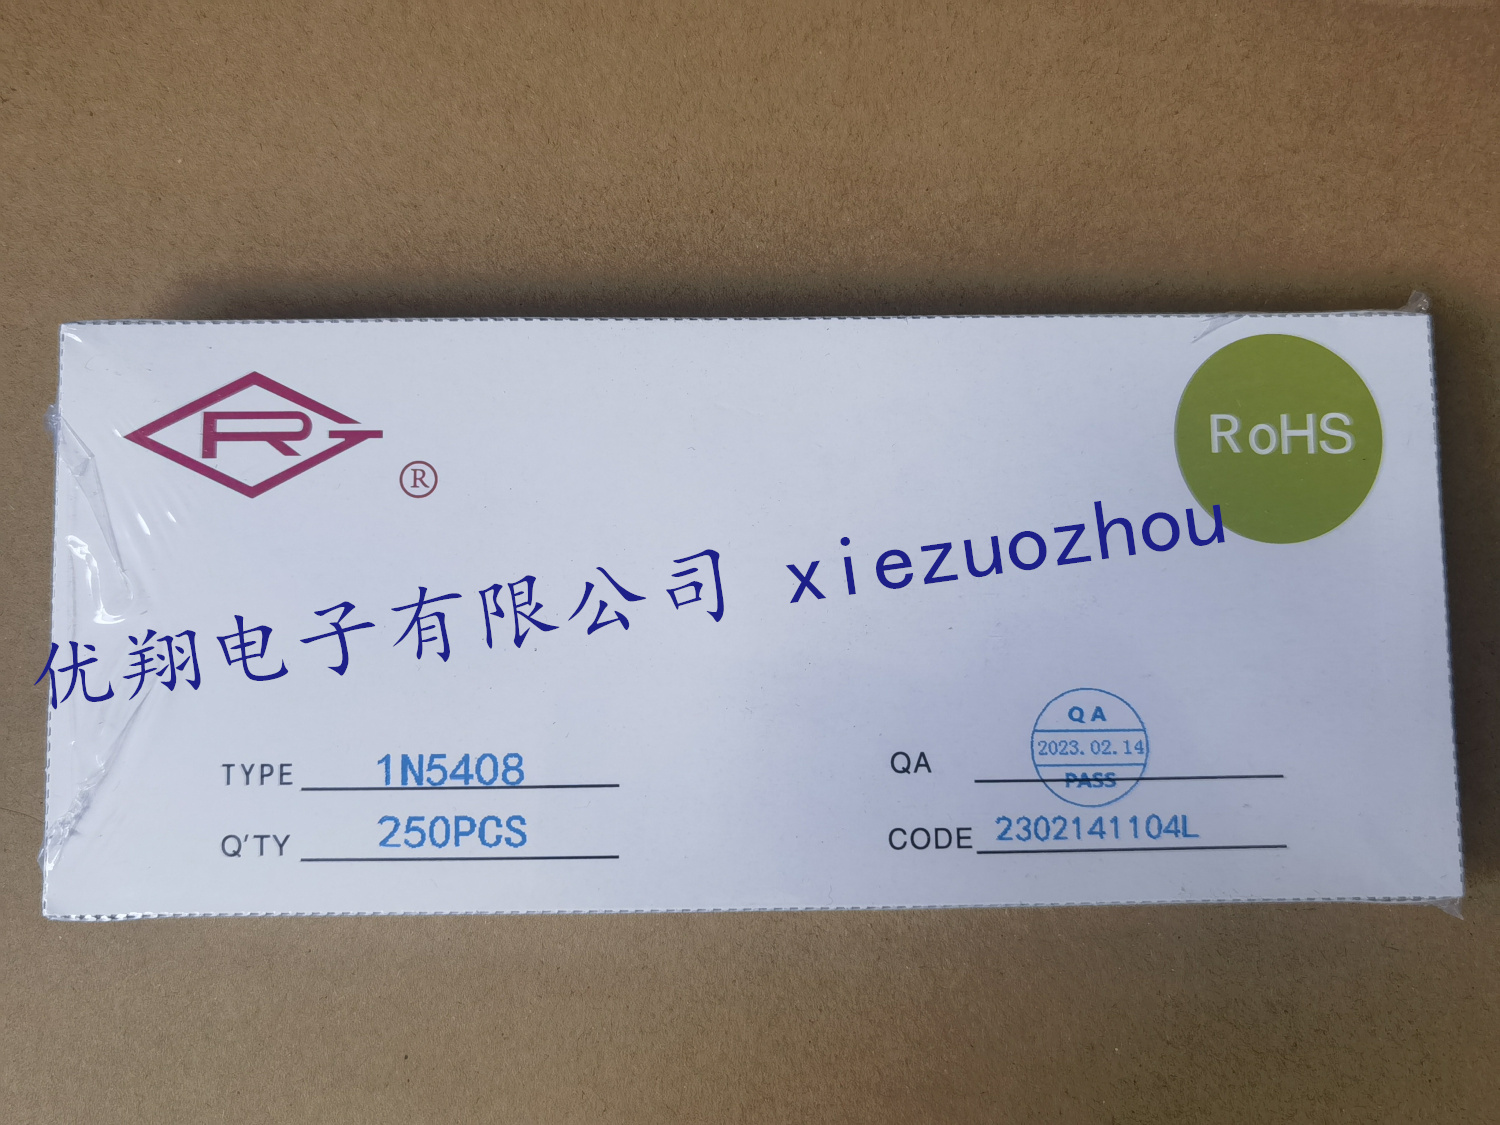 R
®
RoHS
优翔电子有限公司 xiezuozhou
TYPE 1N5408
Q'TY 250PCS
QA
QA
2023.02.14
PASS
CODE 2302141104L